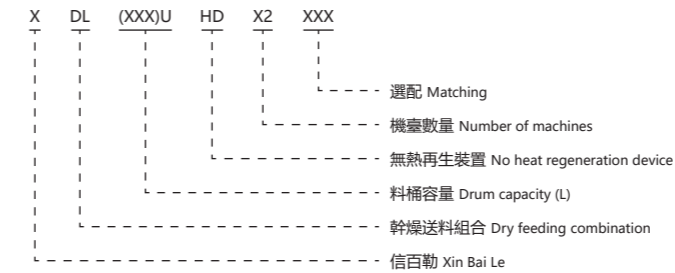 X DL (XXX)U HD X2 XXX
選配 Matching
機臺數量 Number of machines
無熱再生裝置 No heat regeneration device
料桶容量 Drum capacity (L)
幹燥送料組合 Dry feeding combination
信百勒 Xin Bai Le